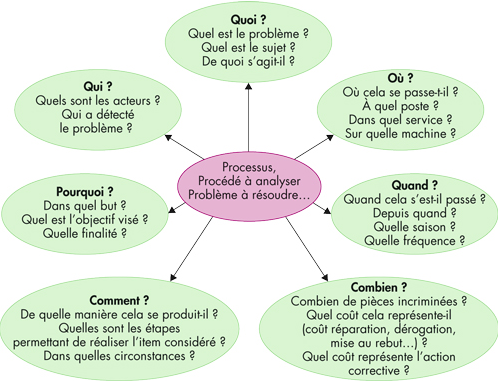 Quoi ?
Quel est le problème ?
Quel est le sujet ?
De quoi s'agit-il ?
Qui ?
Quels sont les acteurs ?
Qui a détecté
le problème ?
Où ?
Où cela se passe-t-il ?
À quel poste ?
Dans quel service ?
Sur quelle machine ?
Processus,
Procédé à analyser
Problème à résoudre...
Pourquoi ?
Dans quel but ?
Quel est l'objectif visé ?
Quelle finalité ?
Quand ?
Quand cela s'est-il passé ?
Depuis quand ?
Quelle saison ?
Quelle fréquence ?
Comment ?
De quelle manière cela se produit-il ?
Quelles sont les étapes
permettant de réaliser l'item considéré ?
Dans quelles circonstances ?
Combien ?
Combien de pièces incriminées ?
Quel coût cela représente-il
(coût réparation, dérogation,
mise au rebut...) ?
Quel coût représente l'action
corrective ?